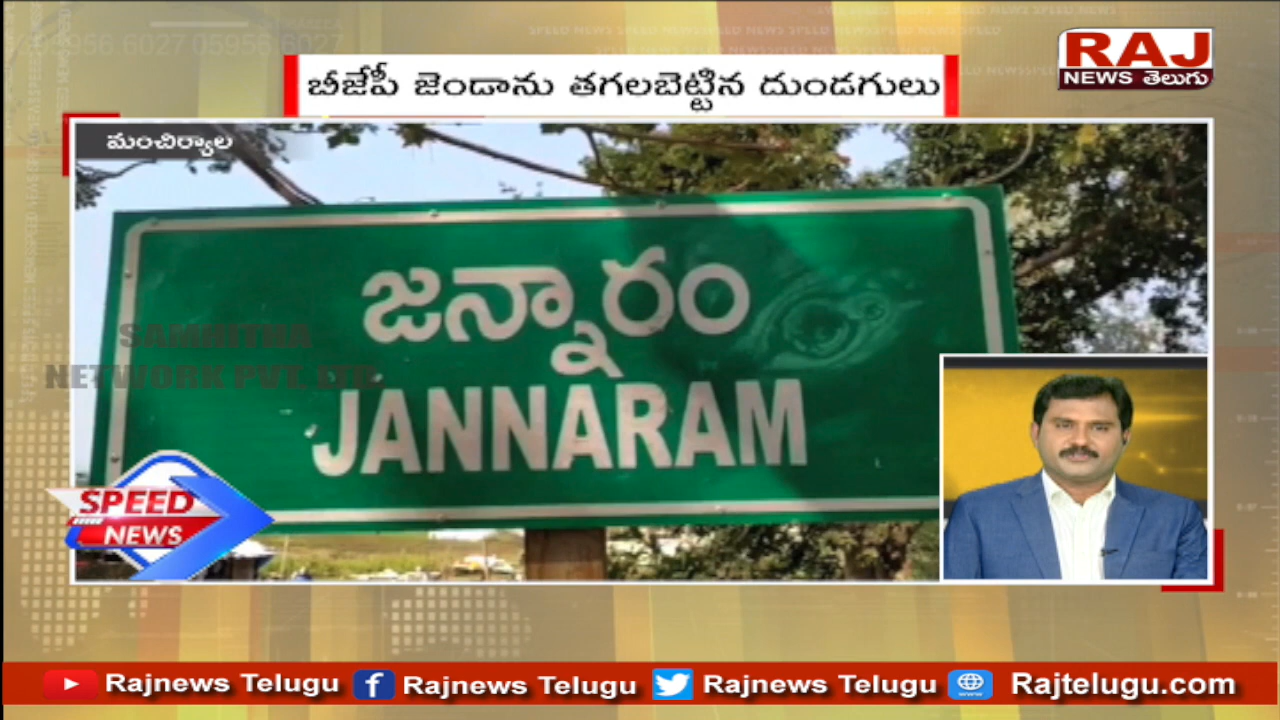 బీజేపీ జెండాను తగలబెట్టిన దుండగులు
RAJ
NEWS తెలుగు
మంచిర్యాల
జన్నారం
JANNARAM
SAMHITHA
NETWORK PVT. LTD.
SPEED
NEWS
Rajnews Telugu Rajnews Telugu Rajnews Telugu Rajtelugu.com